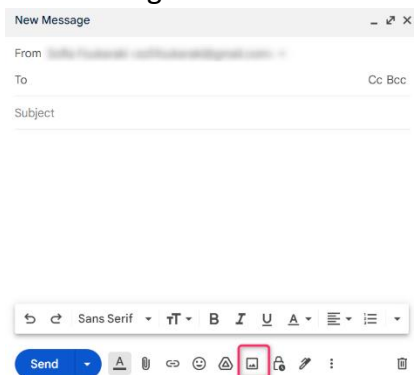 New Message
From
To Cc Bcc
Subject
Sans Serif B I U A
Send A